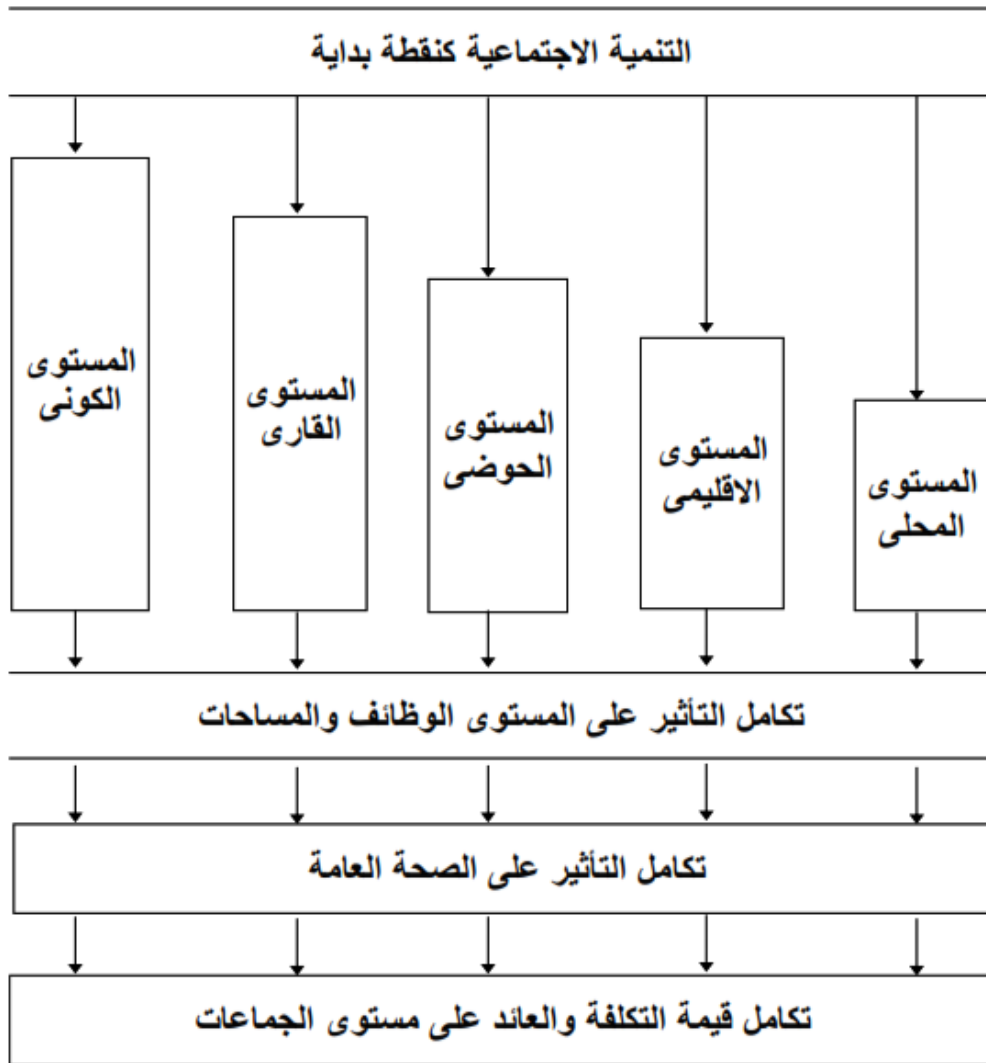 التنمية الاجتماعية كنقطة بداية
المستوى
المحلى
المستوى
الاقليمى
المستوى
الحوضى
المستوى
القارى
المستوى
الكونى
تكامل التأثير على المستوى الوظائف والمساحات
تكامل التأثير على الصحة العامة
تكامل قيمة التكلفة والعائد على مستوى الجماعات